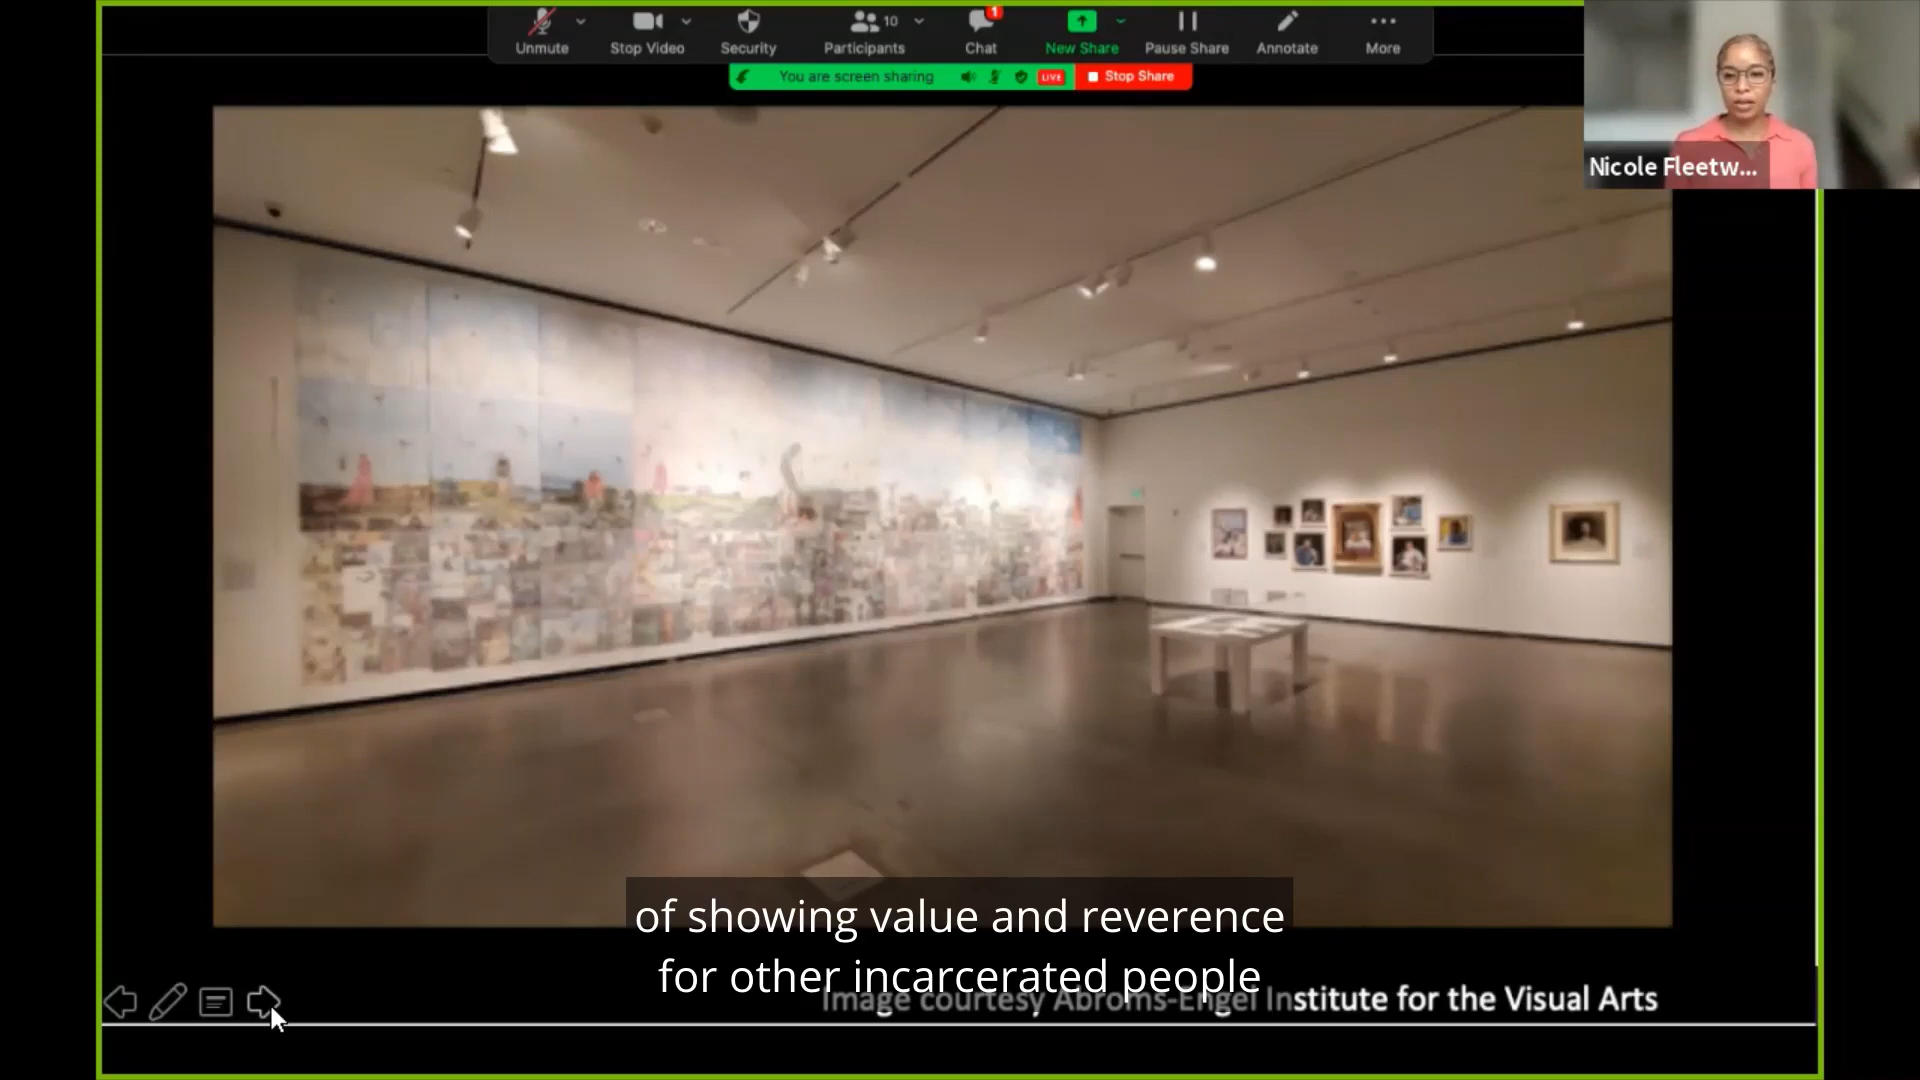 Unmute
Stop Video
Security
10
Participants
1
Chat
New Share
Pause Share
Annotate
More
You are screen sharing
LIVE
Stop Share
Nicole Fleetw...
of showing value and reverence
for other incarcerated people
Image courtesy Abroms-Engel Institute for the Visual Arts